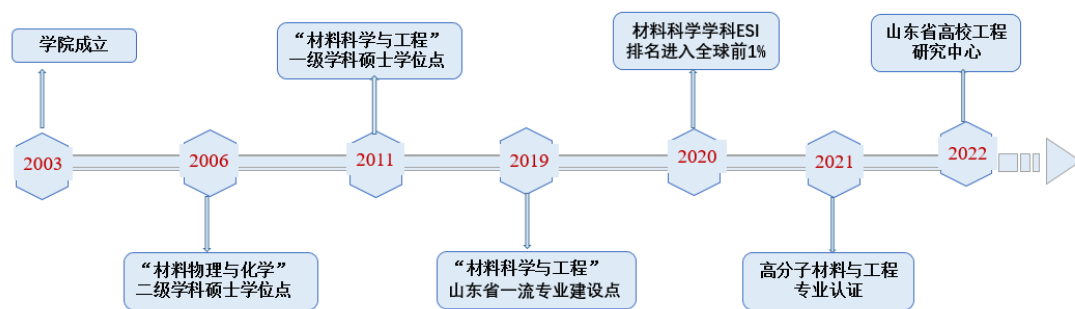 学院成立
“材料科学与工程”
一级学科硕士学位点
材料科学学科ESI
排名进入全球前1%
山东省高校工程
研究中心
2003
2006
2011
2019
2020
2021
2022
“材料物理与化学”
二级学科硕士学位点
“材料科学与工程”
山东省一流专业建设点
高分子材料与工程
专业认证